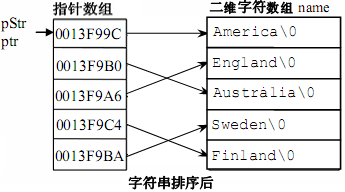 指针数组
二维字符数组 name
pStr
ptr
0013F99C
America\0
0013F9B0
England\0
0013F9A6
Australia\0
0013F9C4
Sweden\0
0013F9BA
Finland\0
字符串排序后